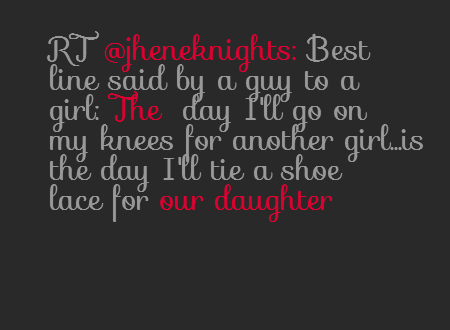 RT @jheneknights: Best
line said by a guy to a
girl: The day I'll go on
my knees for another girl...is
the day I'll tie a shoe
lace for our daughter